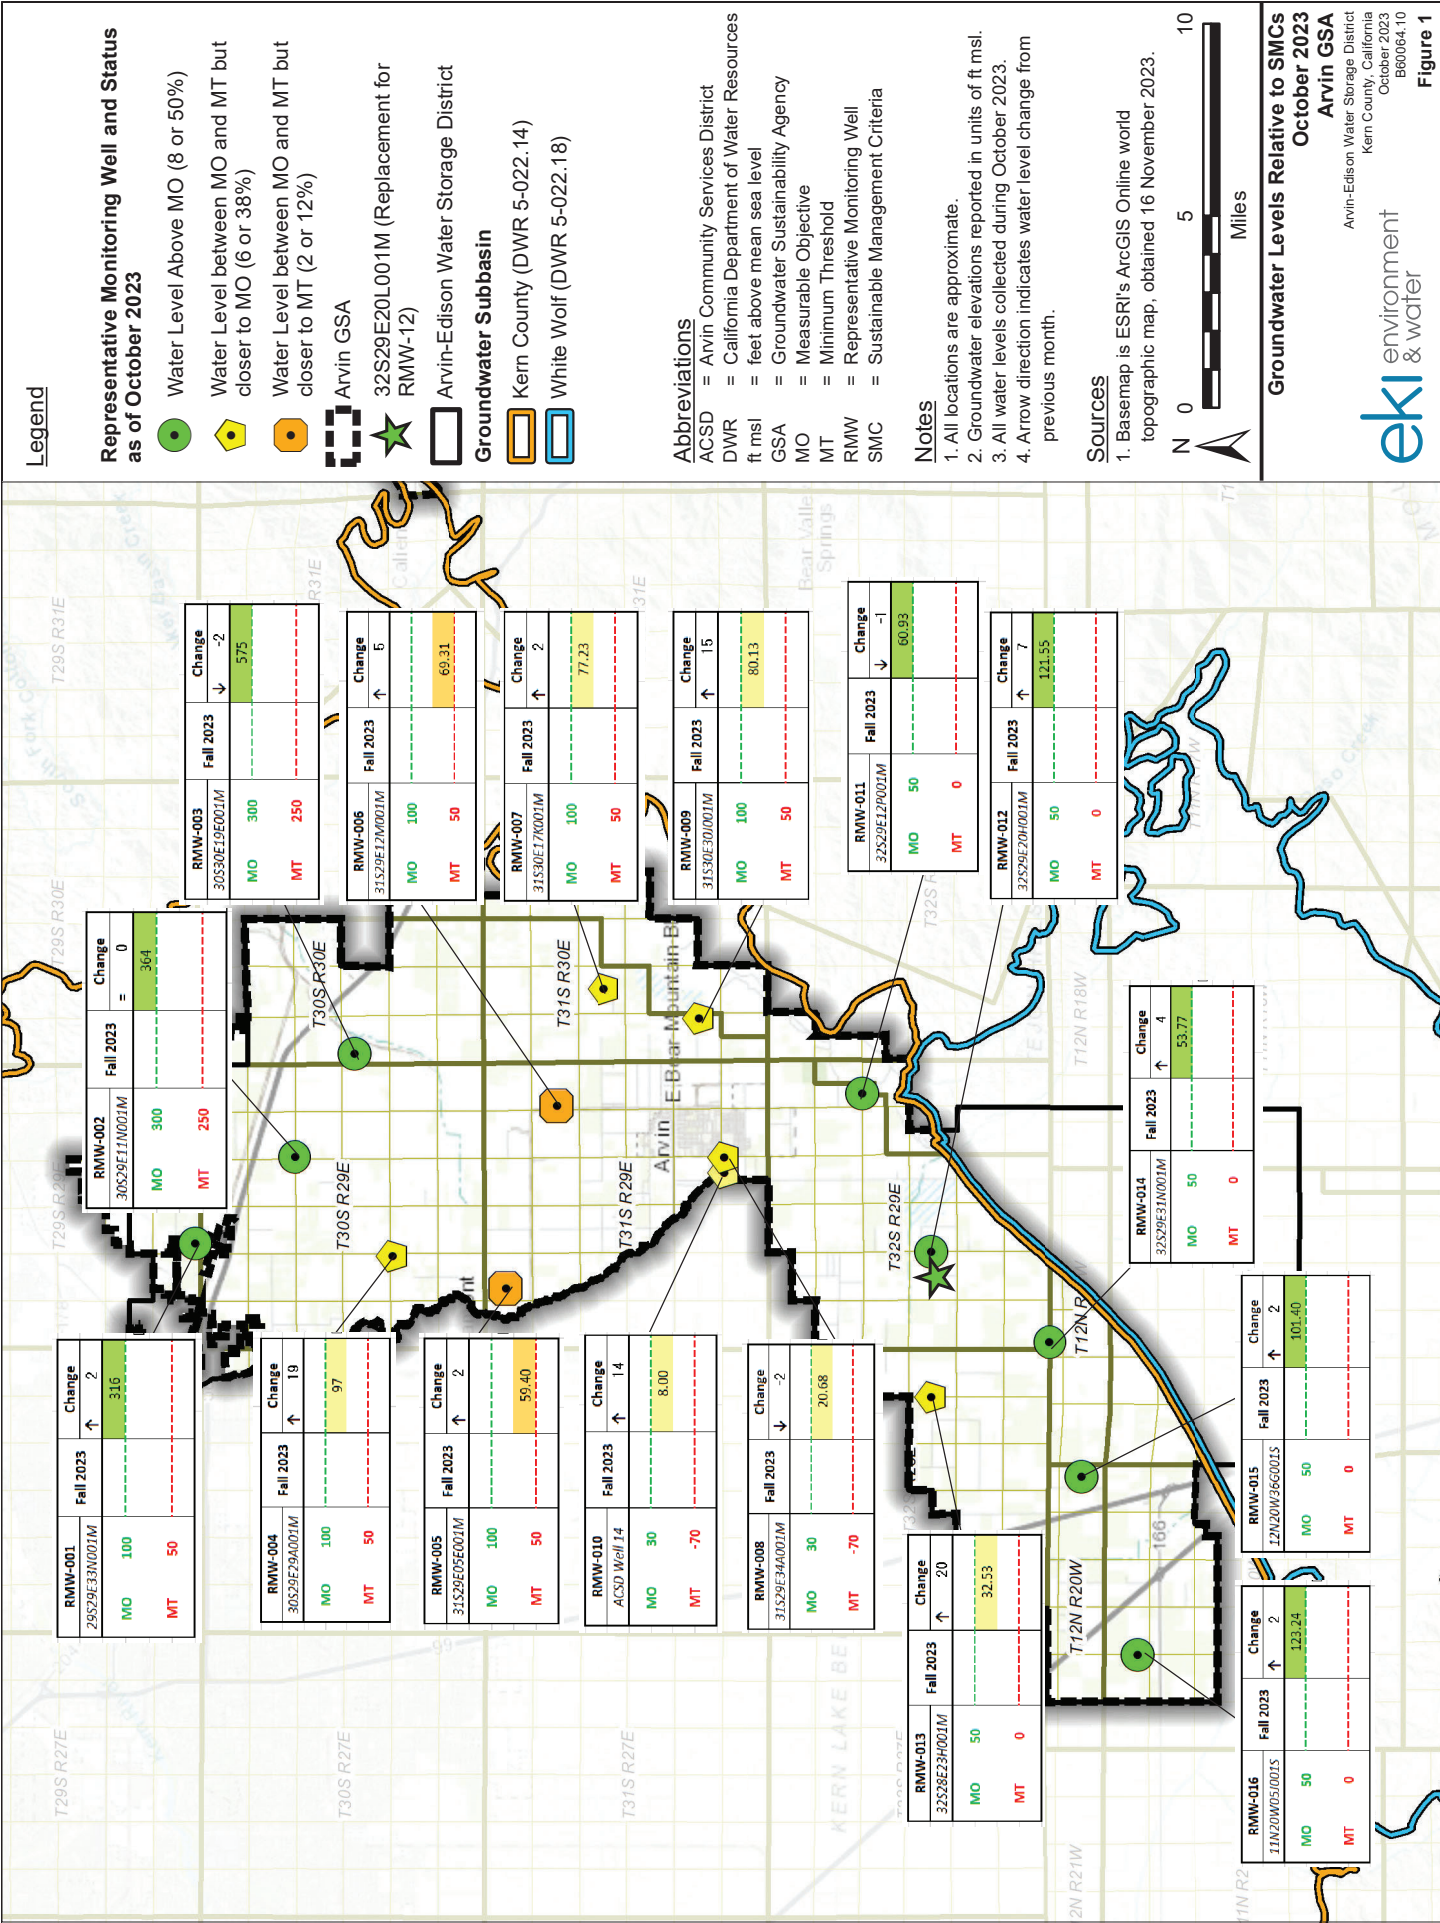 Legend
Representative Monitoring Well and Status
as of October 2023
Water Level Above MO (8 or 50%)
Water Level between MO and MT but
closer to MO (6 or 38%)
Water Level between MO and MT but
closer to MT (2 or 12%)
Arvin GSA
32S29E20L001M (Replacement for
RMW-12)
Arvin-Edison Water Storage District
Groundwater Subbasin
Kern County (DWR 5-022.14)
White Wolf (DWR 5-022.18)
Abbreviations
ACSD = Arvin Community Services District
DWR = California Department of Water Resources
ft msl = feet above mean sea level
GSA = Groundwater Sustainability Agency
MO = Measurable Objective
MT = Minimum Threshold
RMW = Representative Monitoring Well
SMC = Sustainable Management Criteria
Notes
1. All locations are approximate.
2. Groundwater elevations reported in units of ft msl.
3. All water levels collected during October 2023.
4. Arrow direction indicates water level change from
previous month.
Sources
1. Basemap is ESRI's ArcGIS Online world
topographic map, obtained 16 November 2023.
N
0 5 10
Miles
Groundwater Levels Relative to SMCs
October 2023
Arvin GSA
Arvin-Edison Water Storage District
Kern County, California
October 2023
B60064.10
Figure 1
eki environment
& water
RMW-001 Fall 2023 Change
29S29E33N001M ↑ 2
MO 100 316
MT 50
RMW-002 Fall 2023 Change
30S29E11N001M = 0
MO 300 364
MT 250
RMW-003 Fall 2023 Change
30S30E19E001M ↓ -2
MO 300 575
MT 250
RMW-004 Fall 2023 Change
30S29E29A001M ↑ 19
MO 100 97
MT 50
RMW-006 Fall 2023 Change
31S29E12M001M ↑ 5
MO 100
MT 50 69.31
RMW-005 Fall 2023 Change
31S29E05E001M ↑ 2
MO 100
MT 50 59.40
RMW-007 Fall 2023 Change
31S30E17K001M ↑ 2
MO 100 77.23
MT 50
RMW-010 Fall 2023 Change
ACSD Well 14 ↑ 14
MO 30 8.00
MT -70
RMW-009 Fall 2023 Change
31S30E30J001M ↑ 15
MO 100 80.13
MT 50
RMW-008 Fall 2023 Change
31S29E34A001M ↓ -2
MO 30 20.68
MT -70
RMW-011 Fall 2023 Change
32S29E12P001M ↓ -1
MO 50 60.93
MT 0
RMW-013 Fall 2023 Change
32S28E23H001M ↑ 20
MO 50 32.53
MT 0
RMW-012 Fall 2023 Change
32S29E20H001M ↑ 7
MO 50 121.55
MT 0
RMW-014 Fall 2023 Change
32S29E31N001M ↑ 4
MO 50 53.77
MT 0
RMW-016 Fall 2023 Change
11N20W05J001S ↑ 2
MO 50 123.24
MT 0
RMW-015 Fall 2023 Change
12N20W36G001S ↑ 2
MO 50 101.40
MT 0
T29S R27E
T29S R30E
T29S R31E
T30S R27E
T30S R29E
T30S R30E
R31E
T31S R27E
T31S R29E
T31S R30E
31E
Arvin
E Bear Mountain B
KERN LAKE BE
T32S R29E
T32S R
T12N R20W
T12N R
T12N R18W
12N R21W
11N R2
Bear Valle
Springs
99
166